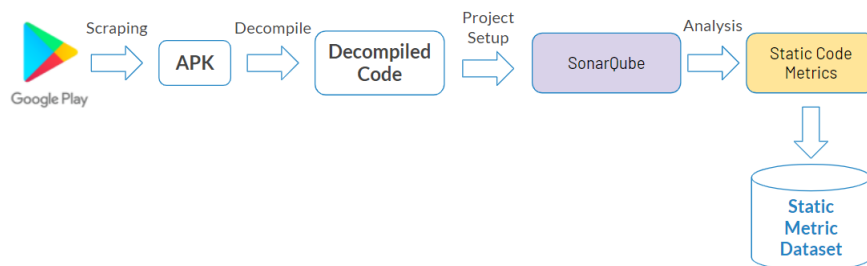 Scraping
Decompile
Project
Setup
Analysis
Google Play
APK
Decompiled
Code
SonarQube
Static Code
Metrics
Static
Metric
Dataset